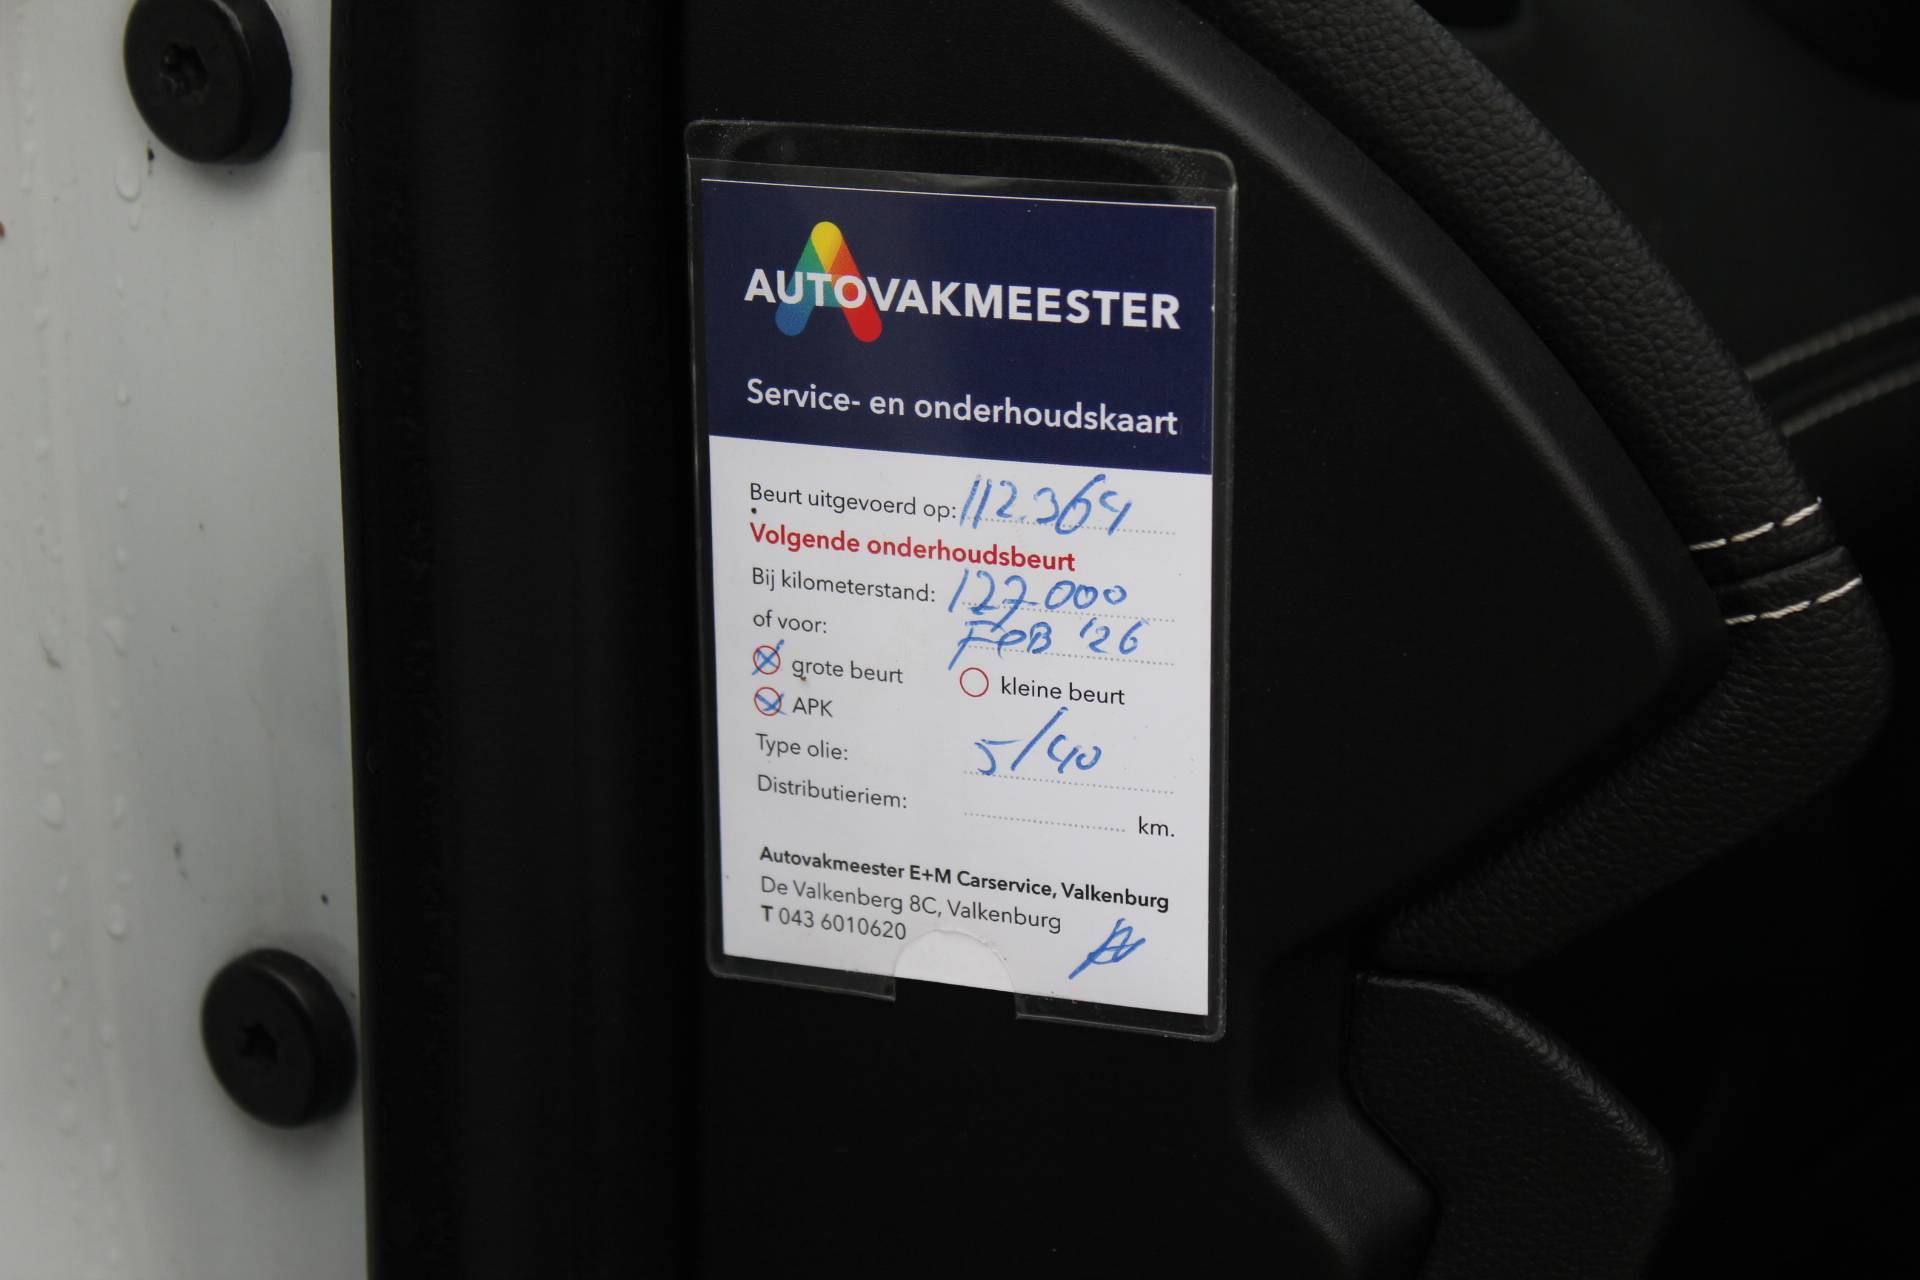 AUTOVAKMEESTER
Service- en onderhoudskaart
Beurt uitgevoerd op: 112.364
Volgende onderhoudsbeurt
Bij kilometerstand: 127.000
of voor: FEB '26
grote beurt kleine beurt
APK
Type olie: 5/40
Distributieriem: km.
Autovakmeester E+M Carservice, Valkenburg
De Valkenberg 8C, Valkenburg
T 043 6010620